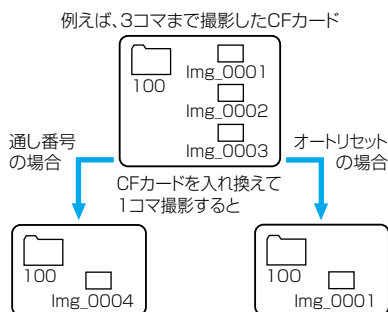 例えば、3コマまで撮影したCFカード
100
Img_0001
Img_0002
Img_0003
通し番号
の場合
オートリセット
の場合
CFカードを入れ換えて
1コマ撮影すると
100
Img_0004
100
Img_0001